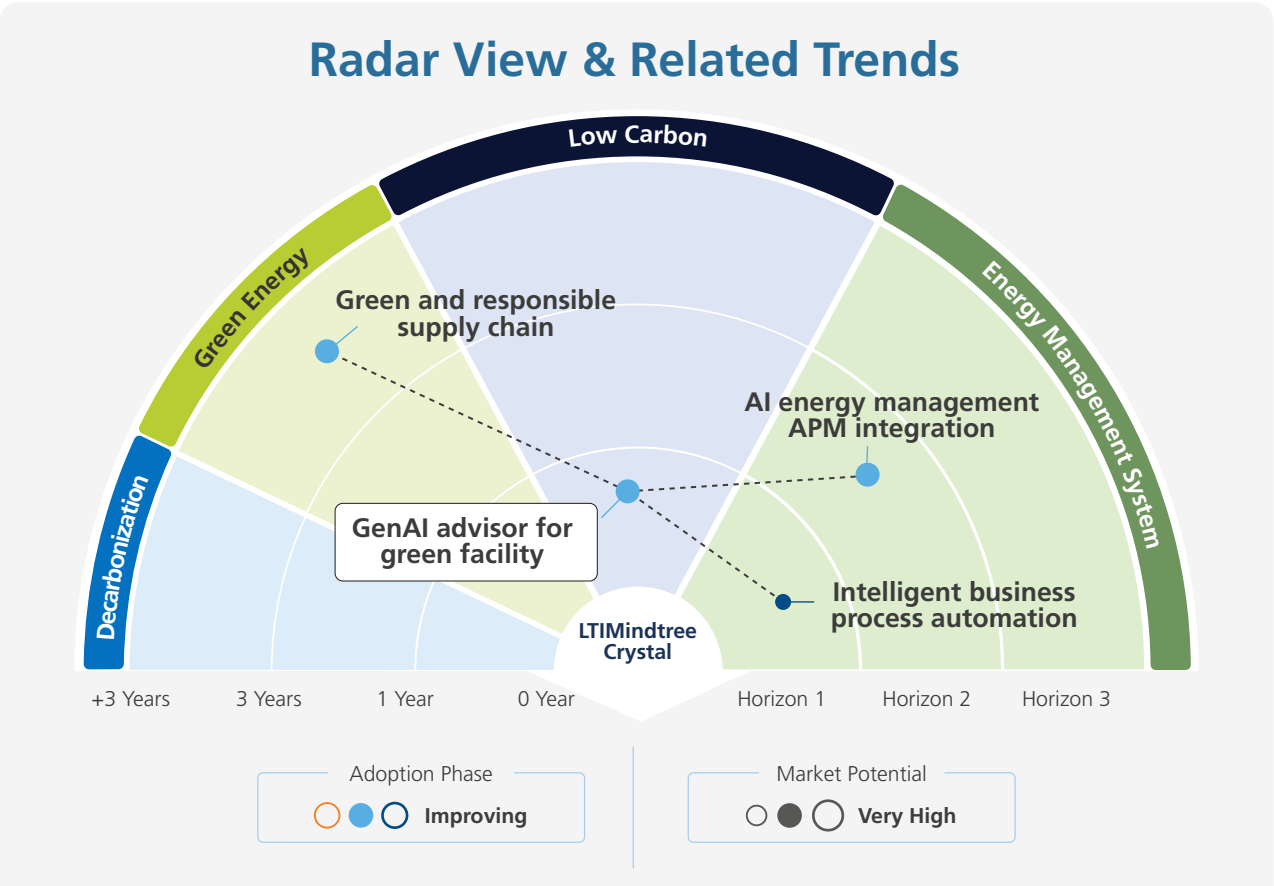 Radar View & Related Trends
Low Carbon
Green Energy
Energy Management System
Decarbonization
Green and responsible
supply chain
AI energy management
APM integration
GenAI advisor for
green facility
Intelligent business
process automation
LTIMindtree
Crystal
+3 Years
3 Years
1 Year
0 Year
Horizon 1
Horizon 2
Horizon 3
Adoption Phase
Improving
Market Potential
Very High